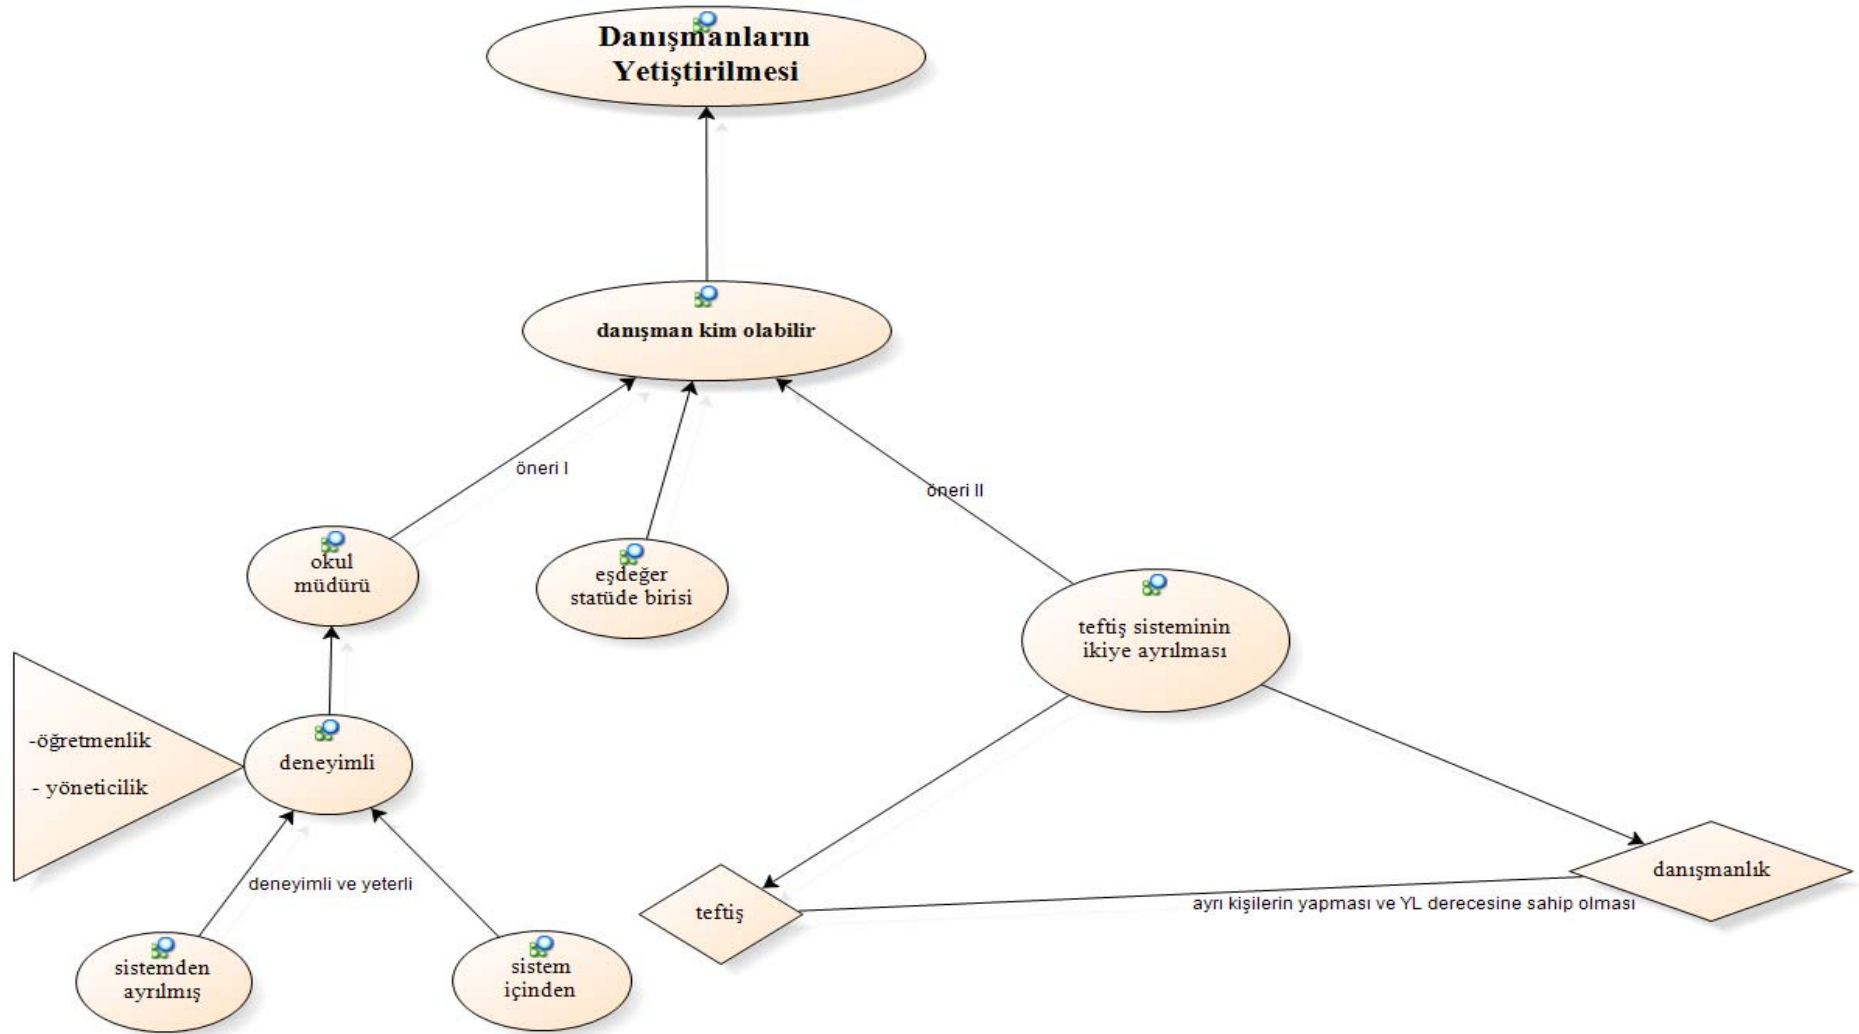 Danışmanların
Yetiştirilmesi
danışman kim olabilir
öneri I
öneri II
okul
müdürü
eşdeğer
statüde birisi
teftiş sisteminin
ikiye ayrılması
-öğretmenlik
- yöneticilik
deneyimli
deneyimli ve yeterli
teftiş
danışmanlık
ayrı kişilerin yapması ve YL derecesine sahip olması
sistemden
ayrılmış
sistem
içinden